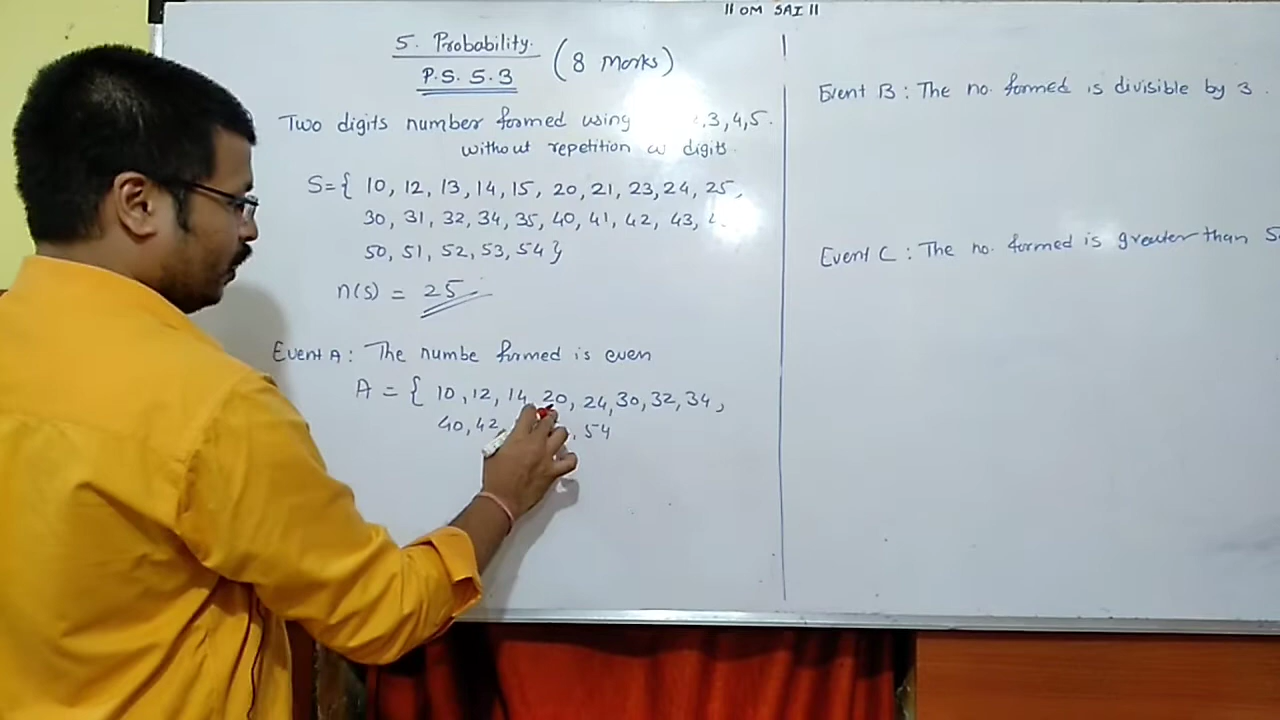 || OM SAI ||
5. Probability.
P.S. 5.3
(8 marks)
Two digits number formed using ,3,4,5.
without repetition digits.
S={ 10, 12, 13, 14, 15, 20, 21, 23, 24, 25,
30, 31, 32, 34, 35, 40, 41, 42, 43,
50, 51, 52, 53, 54 }
n(s) = 25
Event A: The numbe formed is even
A = { 10, 12, 14, 20, 24, 30, 32, 34,
40, 42, , 54
Event B : The no. formed is divisible by 3.
Event C : The no. formed is greater than